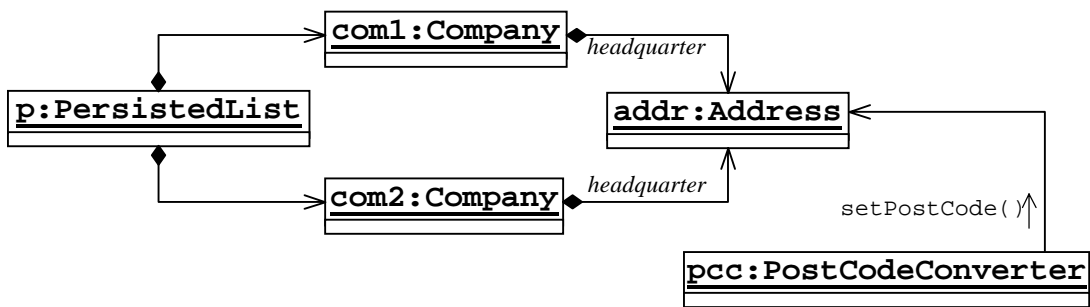 com1:Company
headquarter
p:PersistedList
addr:Address
com2:Company
headquarter
setPostCode()
pcc:PostCodeConverter